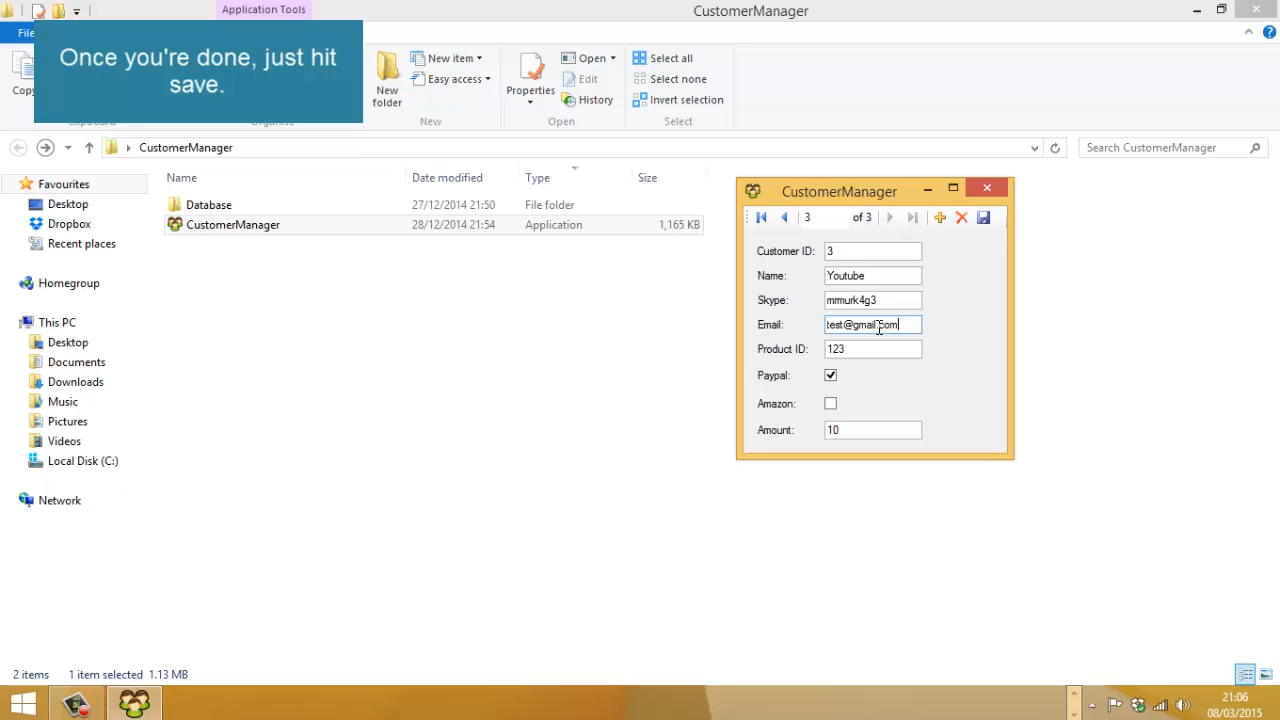 Application Tools
CustomerManager
File
Once you're done, just hit
save.
Copy
New
folder
New item
Easy access
Properties
Open
Edit
History
Select all
Select none
Invert selection
Clipboard
Organise
New
Open
Select
CustomerManager
Search CustomerManager
Name
Date modified
Type
Size
Favourites
Desktop
Dropbox
Recent places
Homegroup
This PC
Desktop
Documents
Downloads
Music
Pictures
Videos
Local Disk (C:)
Network
Database 27/12/2014 21:50 File folder
CustomerManager 28/12/2014 21:54 Application 1,165 KB
CustomerManager
3 of 3
Customer ID: 3
Name: Youtube
Skype: mrmurk4g3
Email: test@gmail.com
Product ID: 123
Paypal:
Amazon:
Amount: 10
2 items 1 item selected 1.13 MB
21:06
08/03/2015